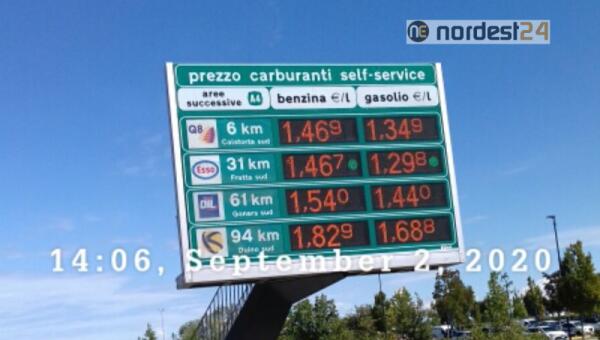 nordest24
prezzo carburanti self-service
aree successive A4 benzina €/L gasolio €/L
Q8 6 km Calstorta sud 1,469 1,349
Esso 31 km Fratta sud 1,467 1,298
OIL 61 km Gonars sud 1,540 1,440
94 km Duino sud 1,829 1,688
14:06, September 2, 2020